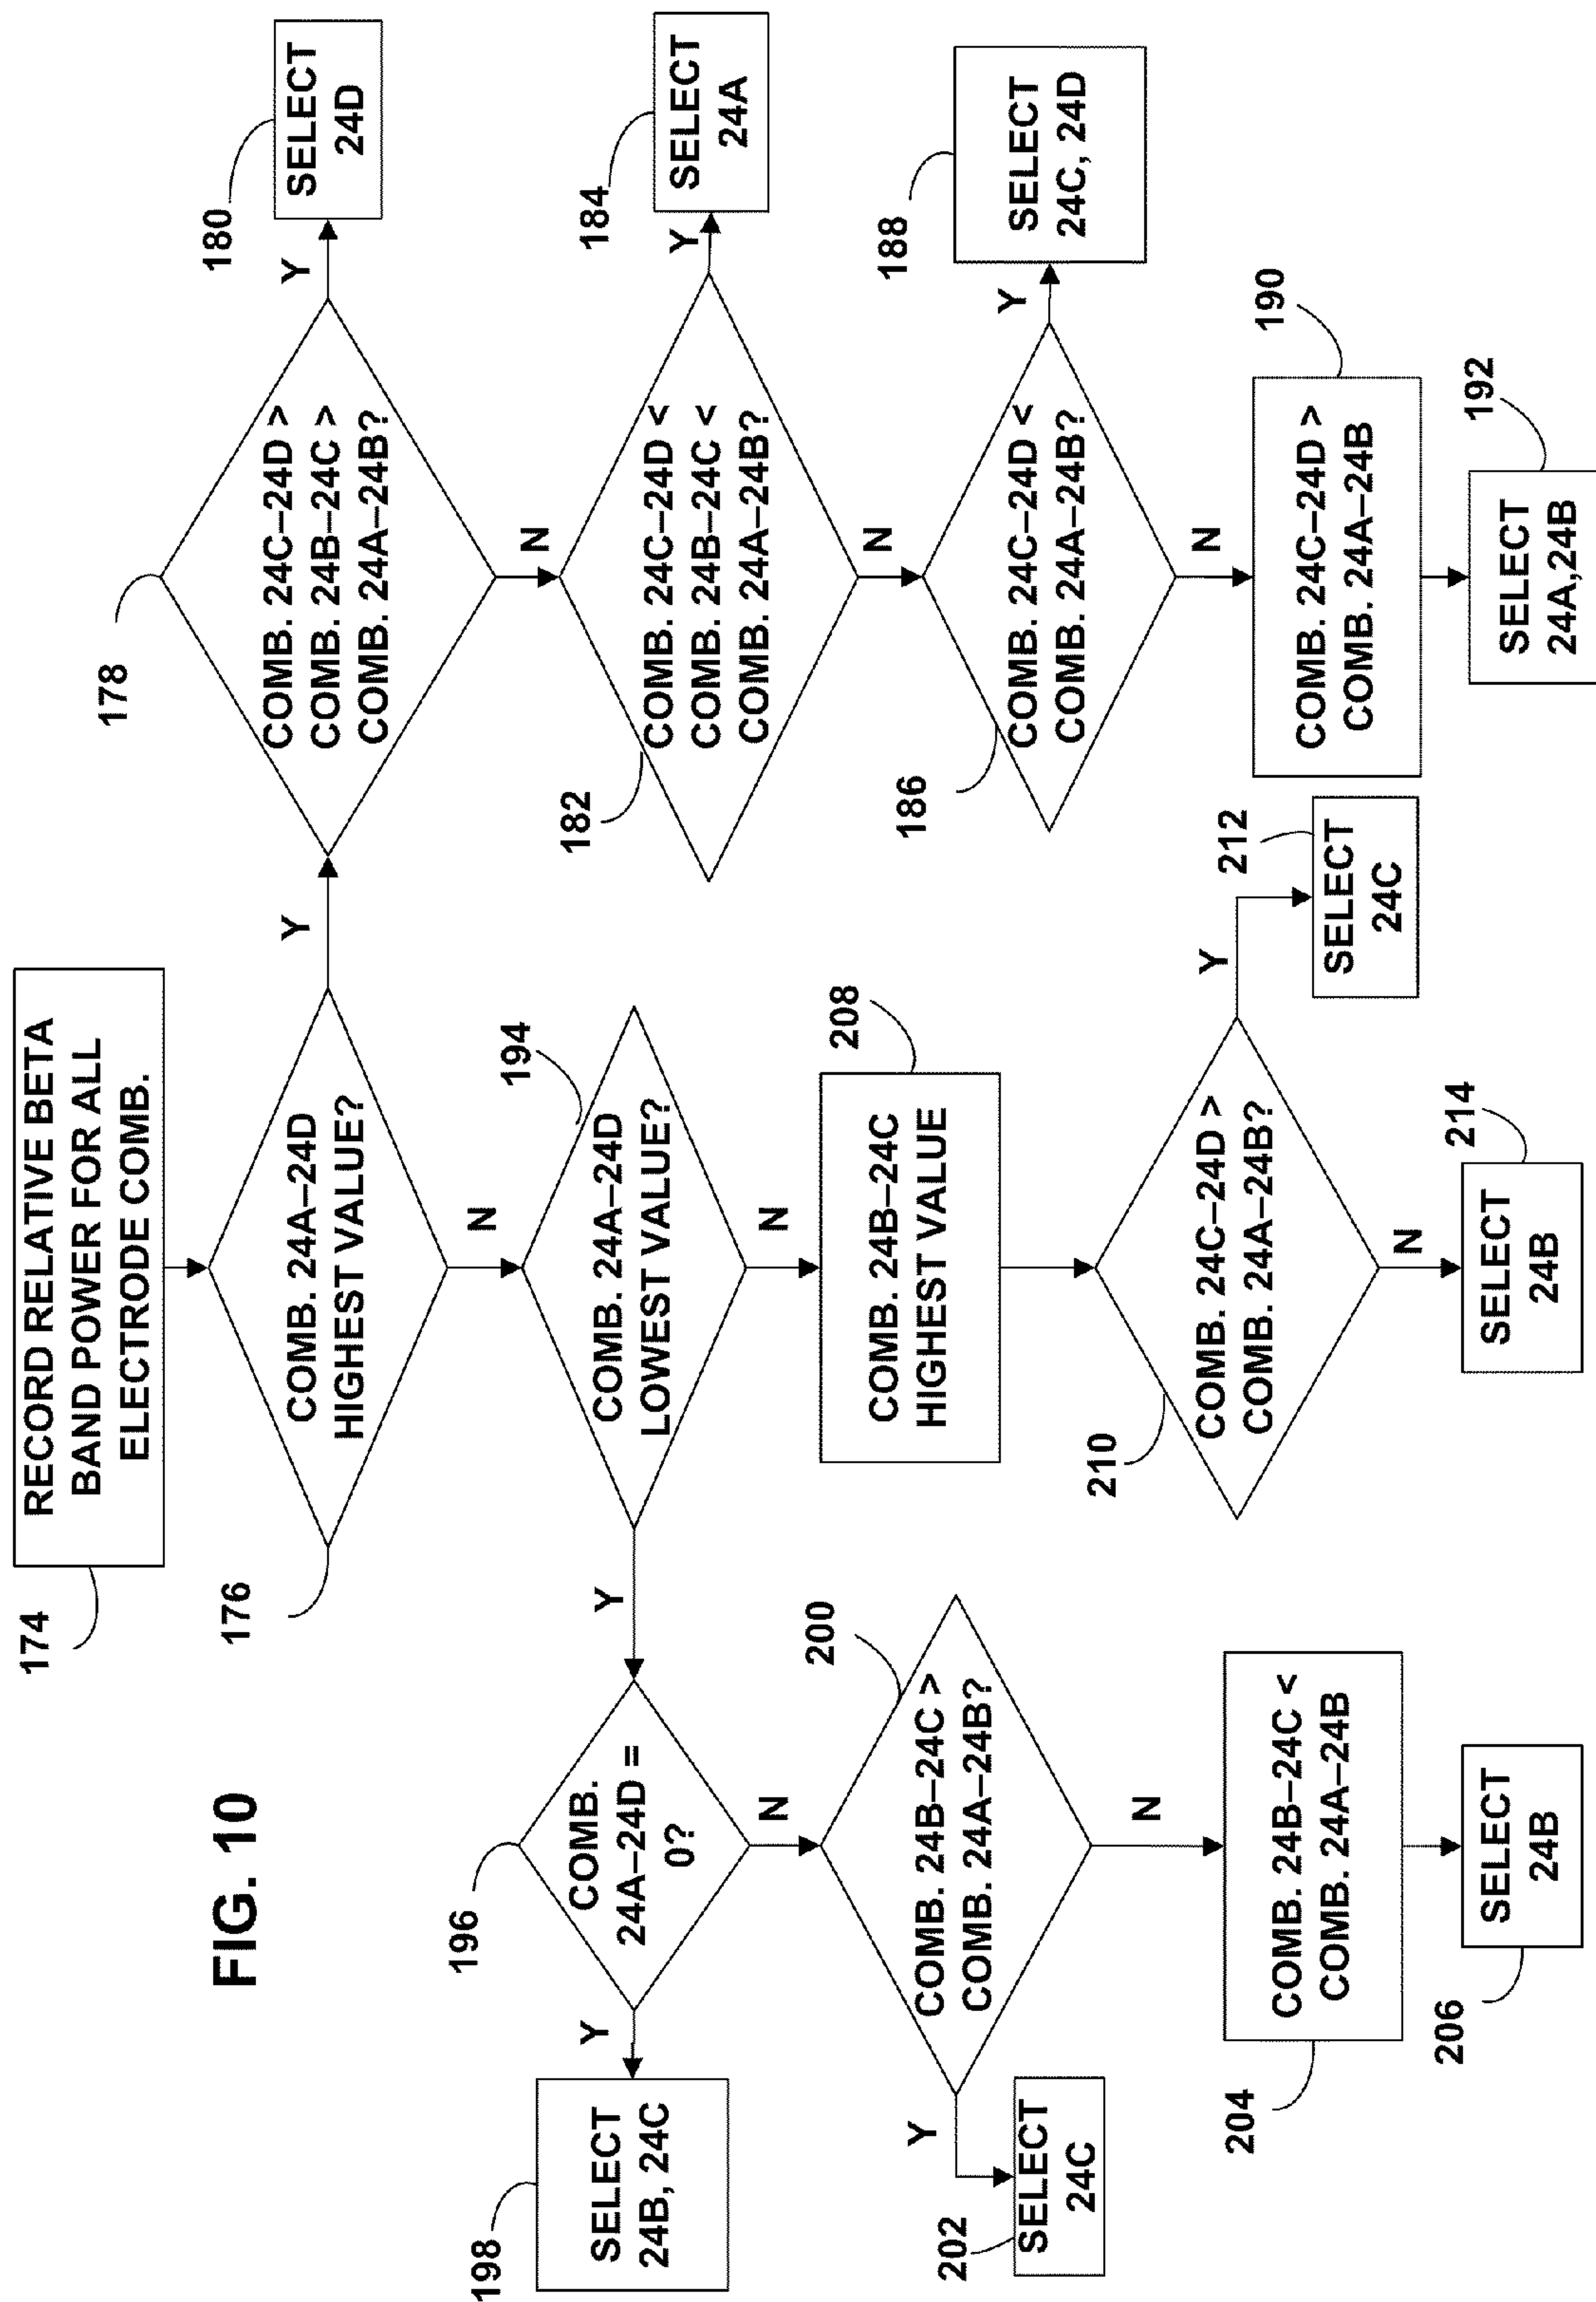 FIG. 10
174
RECORD RELATIVE BETA
BAND POWER FOR ALL
ELECTRODE COMB.
176
COMB. 24A–24D
HIGHEST VALUE?
Y
N
178
COMB. 24C–24D >
COMB. 24B–24C >
COMB. 24A–24B?
Y
N
180
SELECT
24D
182
COMB. 24C–24D <
COMB. 24B–24C <
COMB. 24A–24B?
Y
N
184
SELECT
24A
186
COMB. 24C–24D <
COMB. 24A–24B?
Y
N
188
SELECT
24C, 24D
190
COMB. 24C–24D >
COMB. 24A–24B
192
SELECT
24A,24B
194
COMB. 24A–24D
LOWEST VALUE?
Y
N
196
COMB.
24A–24D =
0?
Y
N
198
SELECT
24B, 24C
200
COMB. 24B–24C >
COMB. 24A–24B?
Y
N
202
SELECT
24C
204
COMB. 24B–24C <
COMB. 24A–24B
206
SELECT
24B
208
COMB. 24B–24C
HIGHEST VALUE
210
COMB. 24C–24D >
COMB. 24A–24B?
Y
N
212
SELECT
24C
214
SELECT
24B